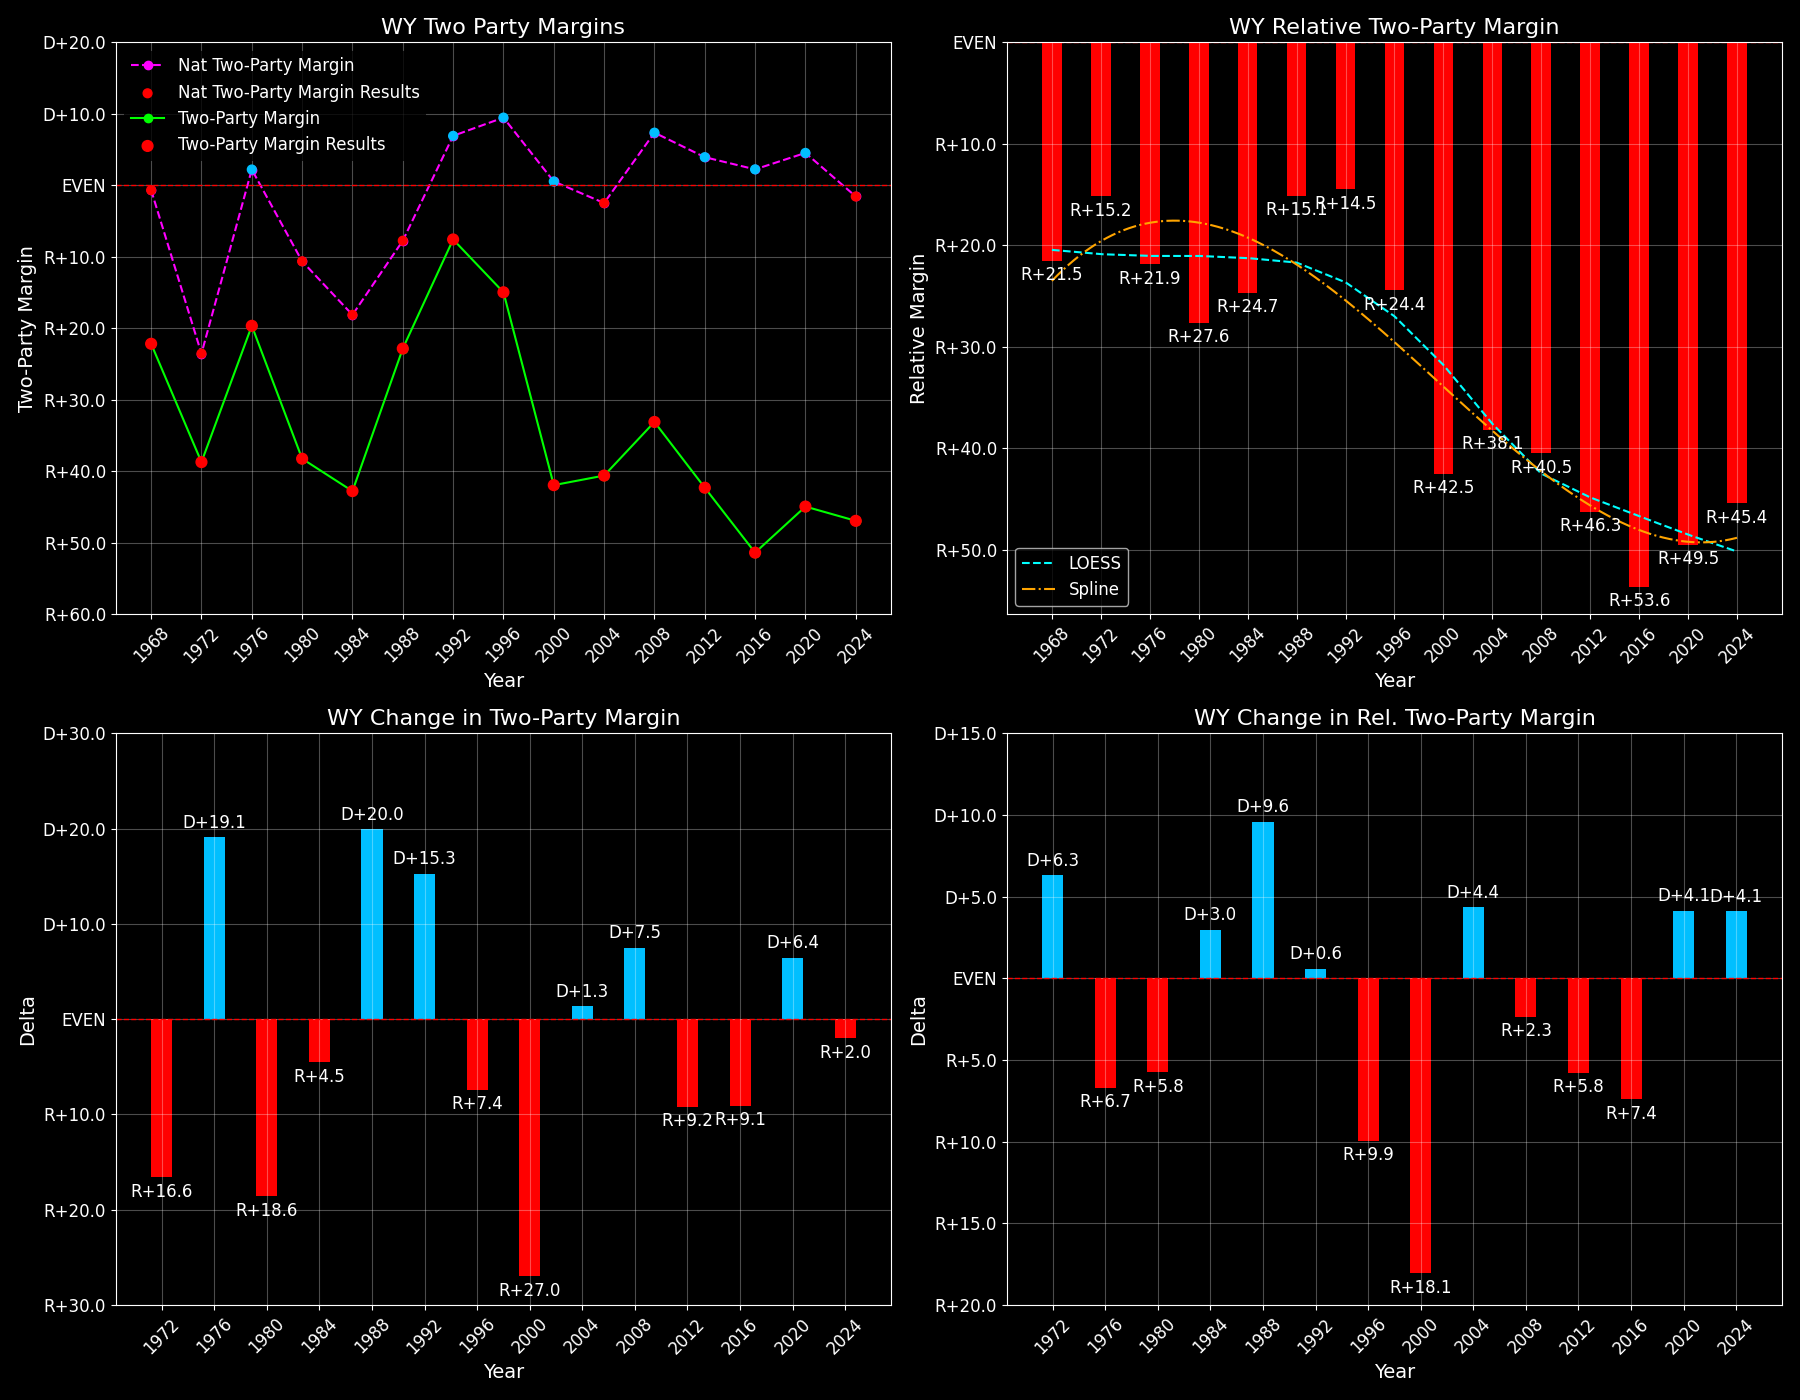 WY Two Party Margins
D+20.0
D+10.0
EVEN
R+10.0
R+20.0
R+30.0
R+40.0
R+50.0
R+60.0
Two-Party Margin
Nat Two-Party Margin
Nat Two-Party Margin Results
Two-Party Margin
Two-Party Margin Results
1968 1972 1976 1980 1984 1988 1992 1996 2000 2004 2008 2012 2016 2020 2024
Year
WY Relative Two-Party Margin
EVEN
R+10.0
R+20.0
R+30.0
R+40.0
R+50.0
Relative Margin
R+21.5
R+15.2
R+21.9
R+27.6
R+24.7
R+15.1
R+14.5
R+24.4
R+42.5
R+38.1
R+40.5
R+46.3
R+53.6
R+49.5
R+45.4
LOESS
Spline
1968 1972 1976 1980 1984 1988 1992 1996 2000 2004 2008 2012 2016 2020 2024
Year
WY Change in Two-Party Margin
D+30.0
D+20.0
D+10.0
EVEN
R+10.0
R+20.0
R+30.0
Delta
R+16.6
D+19.1
R+18.6
R+4.5
D+20.0
D+15.3
R+7.4
R+27.0
D+1.3
D+7.5
R+9.2
R+9.1
D+6.4
R+2.0
1972 1976 1980 1984 1988 1992 1996 2000 2004 2008 2012 2016 2020 2024
Year
WY Change in Rel. Two-Party Margin
D+15.0
D+10.0
D+5.0
EVEN
R+5.0
R+10.0
R+15.0
R+20.0
Delta
D+6.3
R+6.7
R+5.8
D+3.0
D+9.6
D+0.6
R+9.9
R+18.1
D+4.4
R+2.3
R+5.8
R+7.4
D+4.1
D+4.1
1972 1976 1980 1984 1988 1992 1996 2000 2004 2008 2012 2016 2020 2024
Year